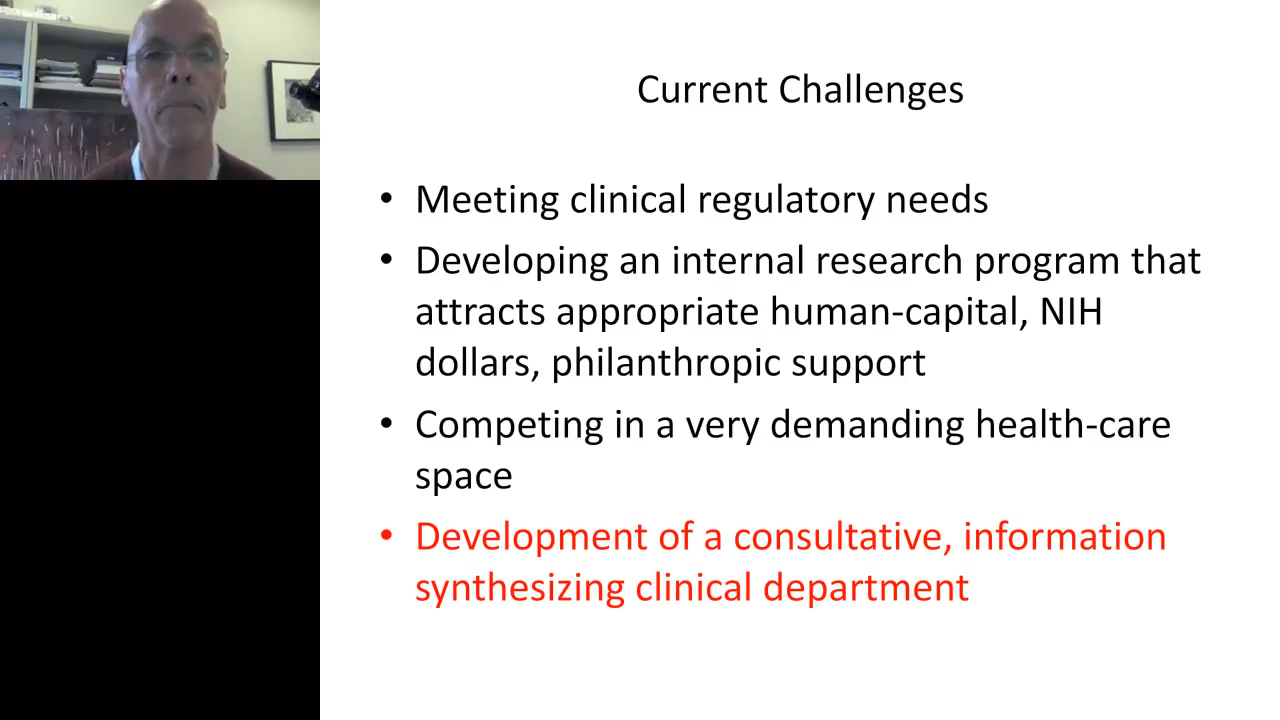 Current Challenges
• Meeting clinical regulatory needs
• Developing an internal research program that
attracts appropriate human-capital, NIH
dollars, philanthropic support
• Competing in a very demanding health-care
space
• Development of a consultative, information
synthesizing clinical department